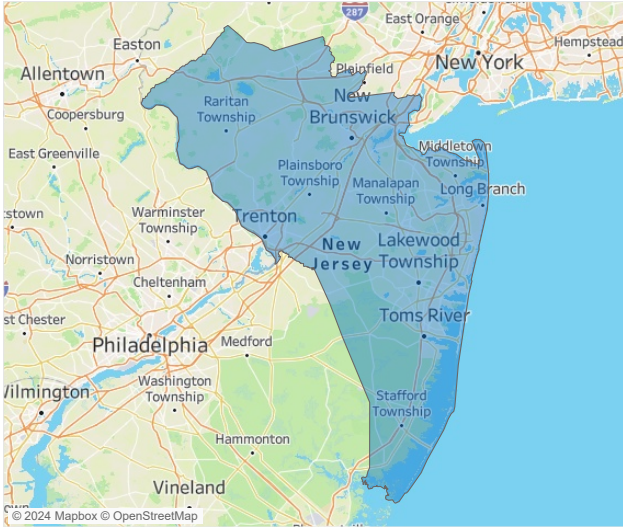 287
East Orange
Hempstead
Easton
New York
Plainfield
Allentown
Raritan
Township
New
Brunswick
Coopersburg
Middletown
Township
East Greenville
Plainsboro
Township
Manalapan
Township
Long Branch
stown
Warminster
Township
Trenton
New
Jersey
Lakewood
Township
Norristown
Cheltenham
st Chester
Toms River
Philadelphia
Medford
Wilmington
Washington
Township
Stafford
Township
Hammonton
Vineland
© 2024 Mapbox © OpenStreetMap